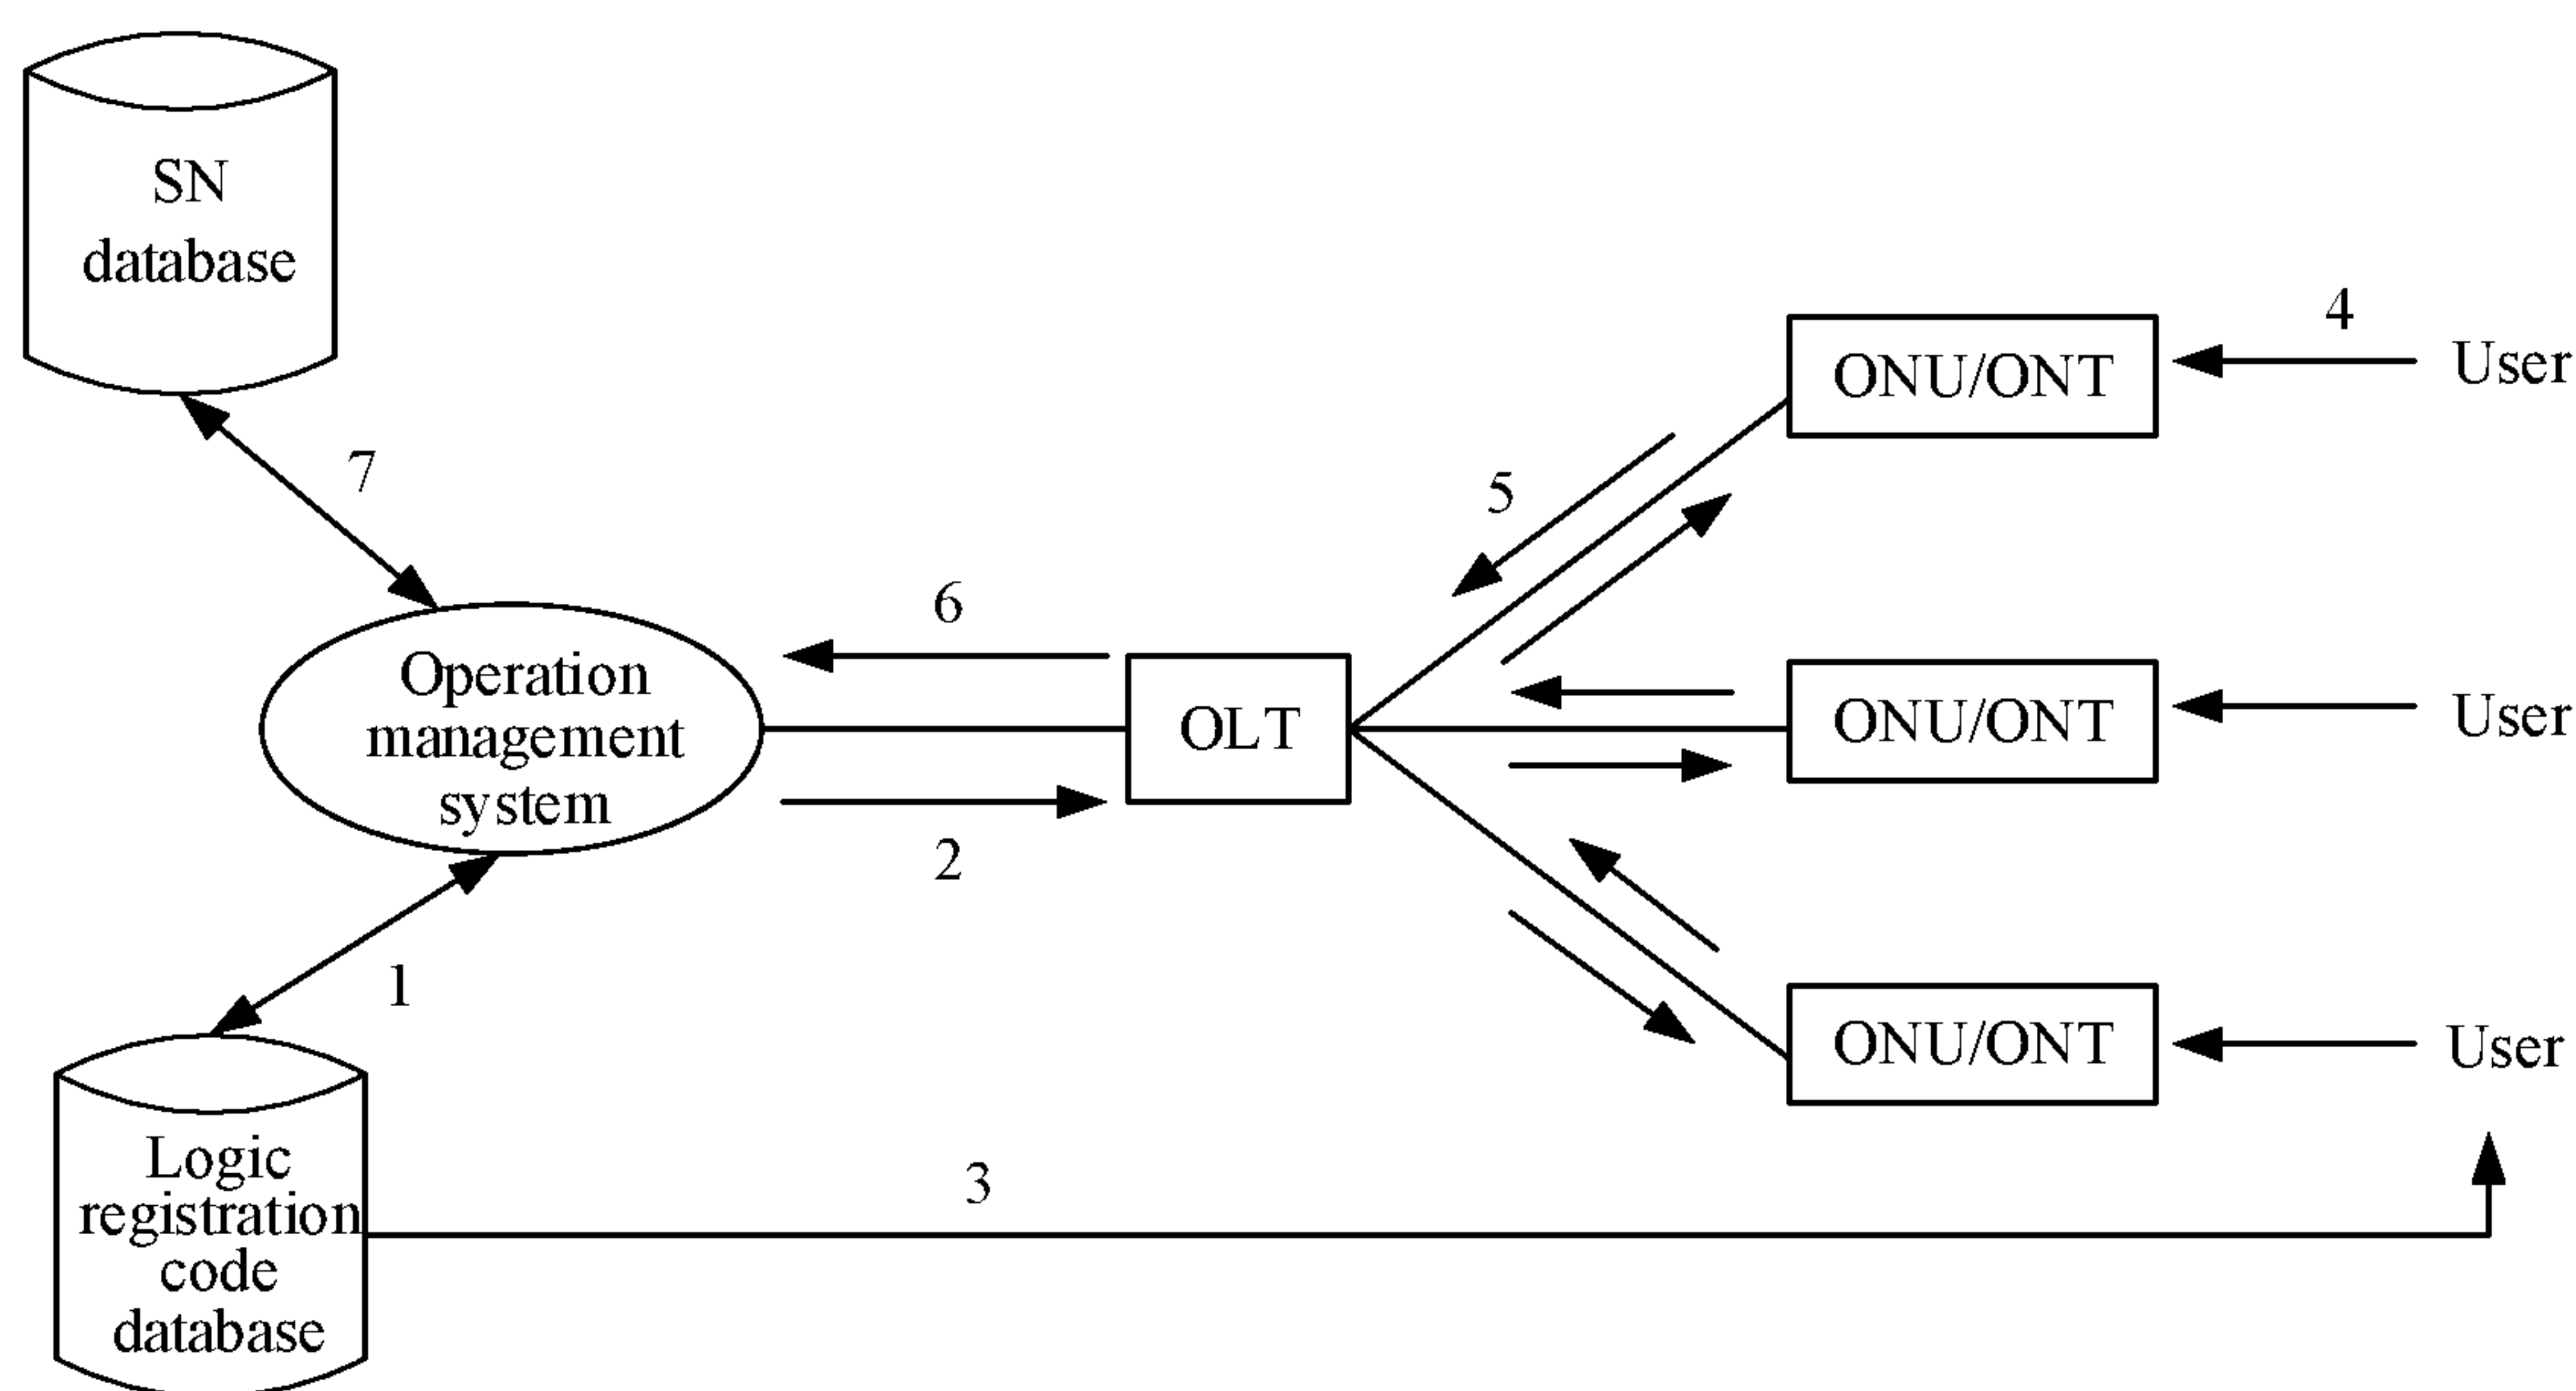 SN
database
7
4
ONU/ONT
User
5
6
Operation
management
system
OLT
ONU/ONT
User
2
1
ONU/ONT
User
Logic
registration
code
database
3